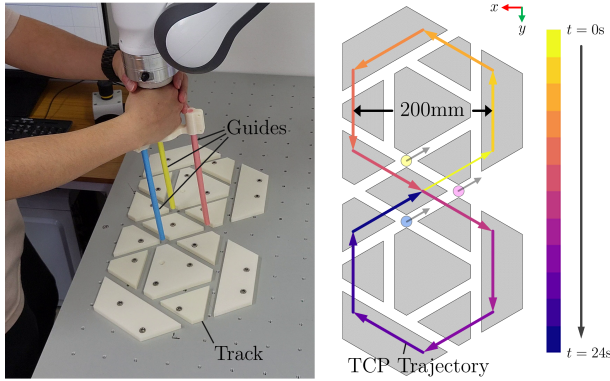 Guides
Track
x
y
200mm
TCP Trajectory
t = 0s
t = 24s